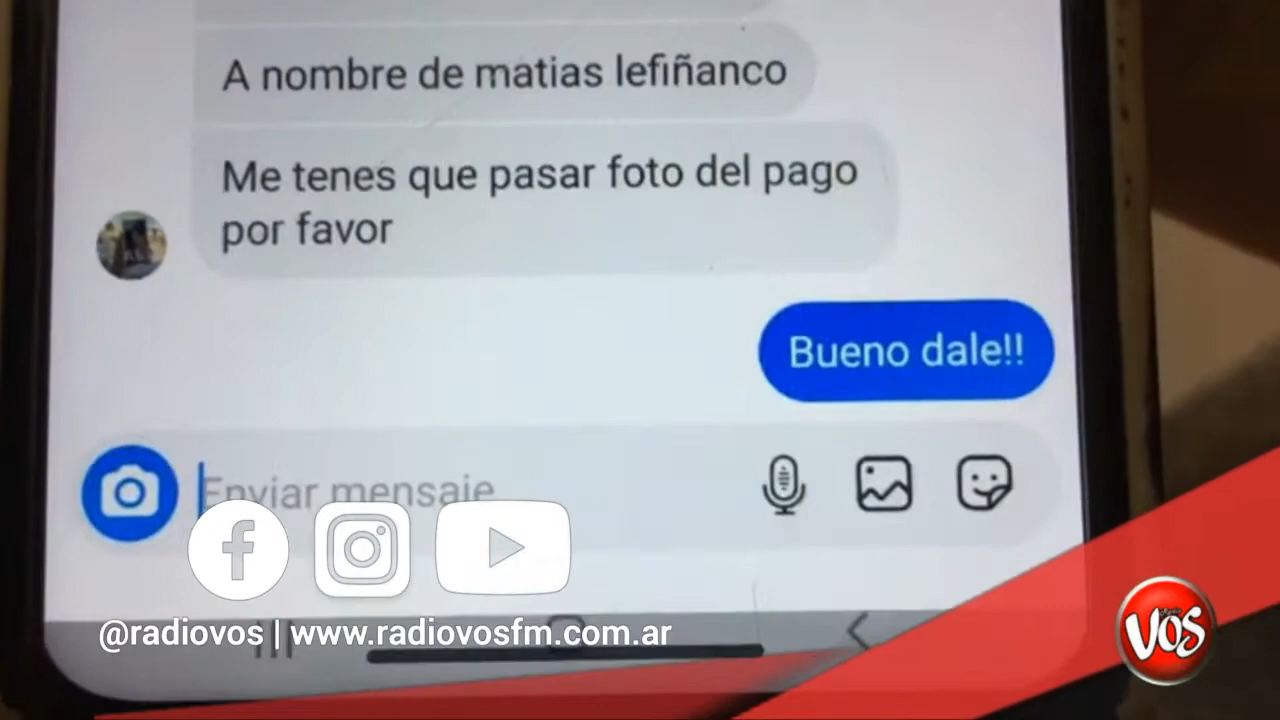 A nombre de matias lefiñanco
Me tenes que pasar foto del pago
por favor
Bueno dale!!
Enviar mensaje
@radiovos | www.radiovosfm.com.ar
VOS